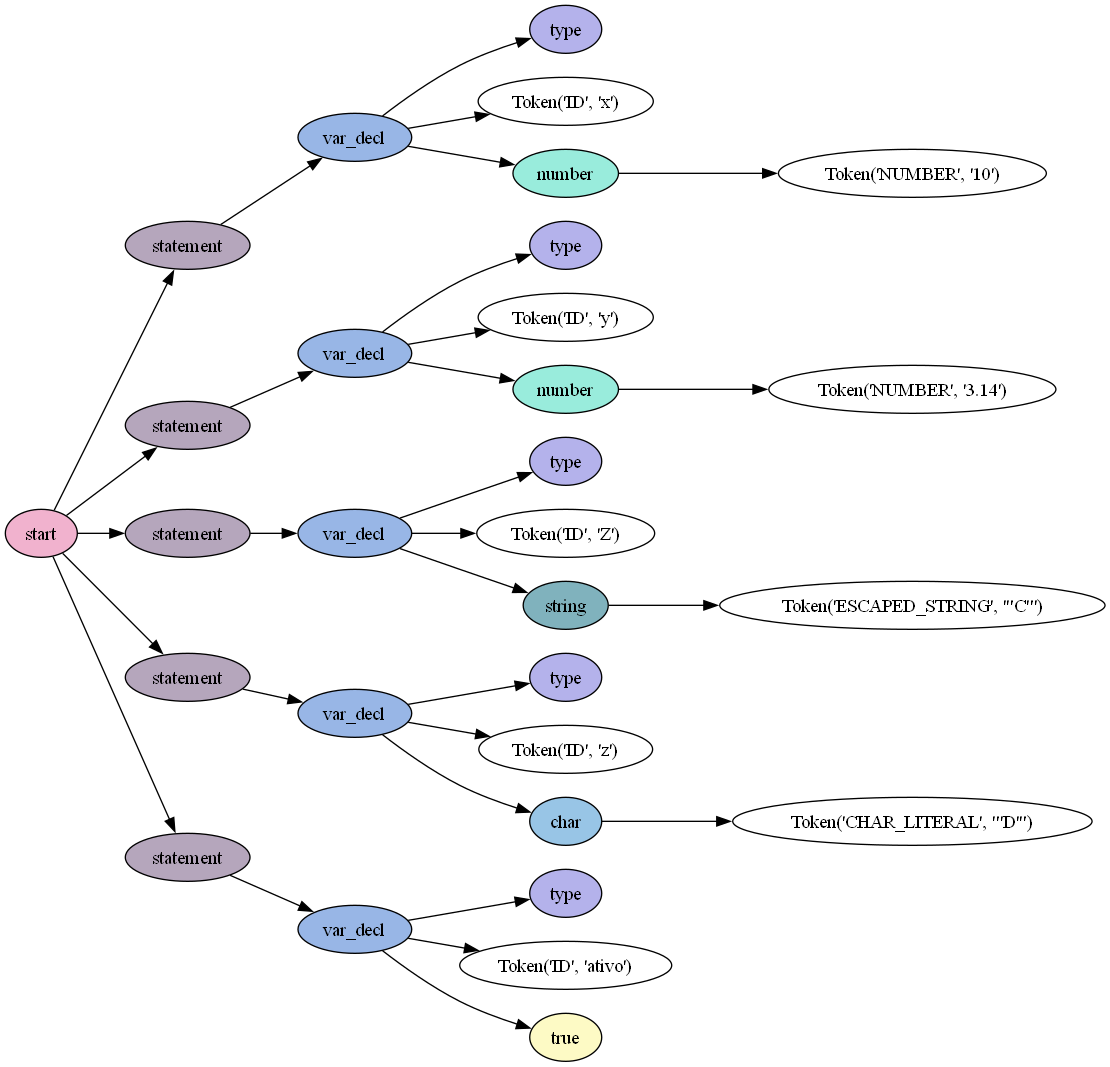 type
Token('ID', 'x')
var_decl
number
Token('NUMBER', '10')
statement
type
Token('ID', 'y')
var_decl
number
Token('NUMBER', '3.14')
statement
type
start
statement
var_decl
Token('ID', 'Z')
string
Token('ESCAPED_STRING', '"C"')
statement
type
var_decl
Token('ID', 'z')
char
Token('CHAR_LITERAL', "'D'")
statement
type
var_decl
Token('ID', 'ativo')
true